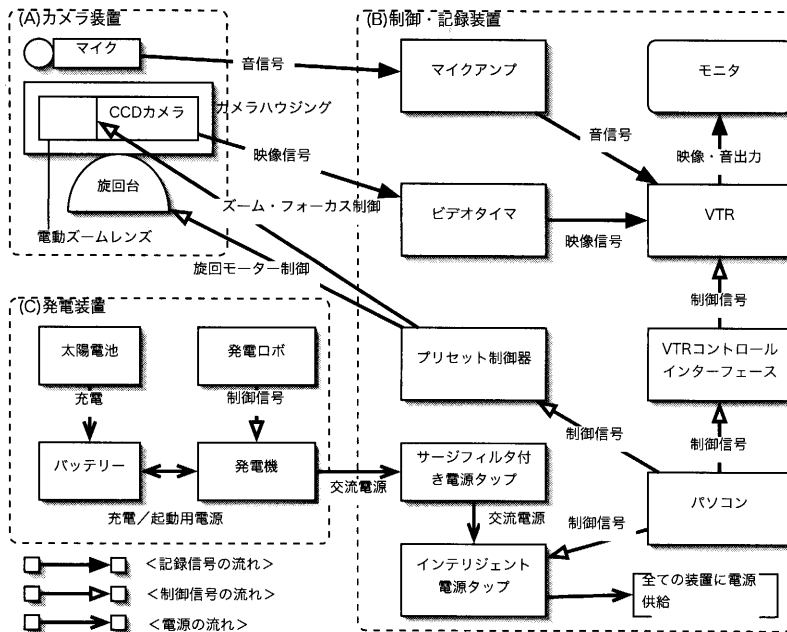 (A)カメラ装置
マイク
CCDカメラ
カメラハウジング
旋回台
電動ズームレンズ
音信号
映像信号
ズーム・フォーカス制御
旋回モーター制御
(B)制御・記録装置
マイクアンプ
モニタ
音信号
映像・音出力
ビデオタイマ
映像信号
VTR
制御信号
プリセット制御器
VTRコントロール
インターフェース
制御信号
制御信号
(C)発電装置
太陽電池
発電ロボ
充電
制御信号
バッテリー
発電機
充電／起動用電源
交流電源
サージフィルタ付
き電源タップ
パソコン
交流電源
制御信号
インテリジェント
電源タップ
全ての装置に電源
供給
＜記録信号の流れ＞
＜制御信号の流れ＞
＜電源の流れ＞